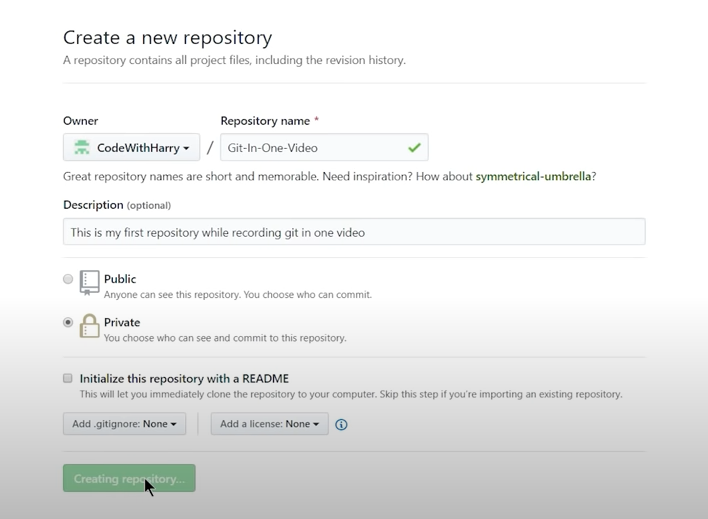 Create a new repository
A repository contains all project files, including the revision history.
Owner
Repository name *
CodeWithHarry
/
Git-In-One-Video
Great repository names are short and memorable. Need inspiration? How about symmetrical-umbrella?
Description (optional)
This is my first repository while recording git in one video
Public
Anyone can see this repository. You choose who can commit.
Private
You choose who can see and commit to this repository.
Initialize this repository with a README
This will let you immediately clone the repository to your computer. Skip this step if you're importing an existing repository.
Add .gitignore: None
Add a license: None
Creating repository...